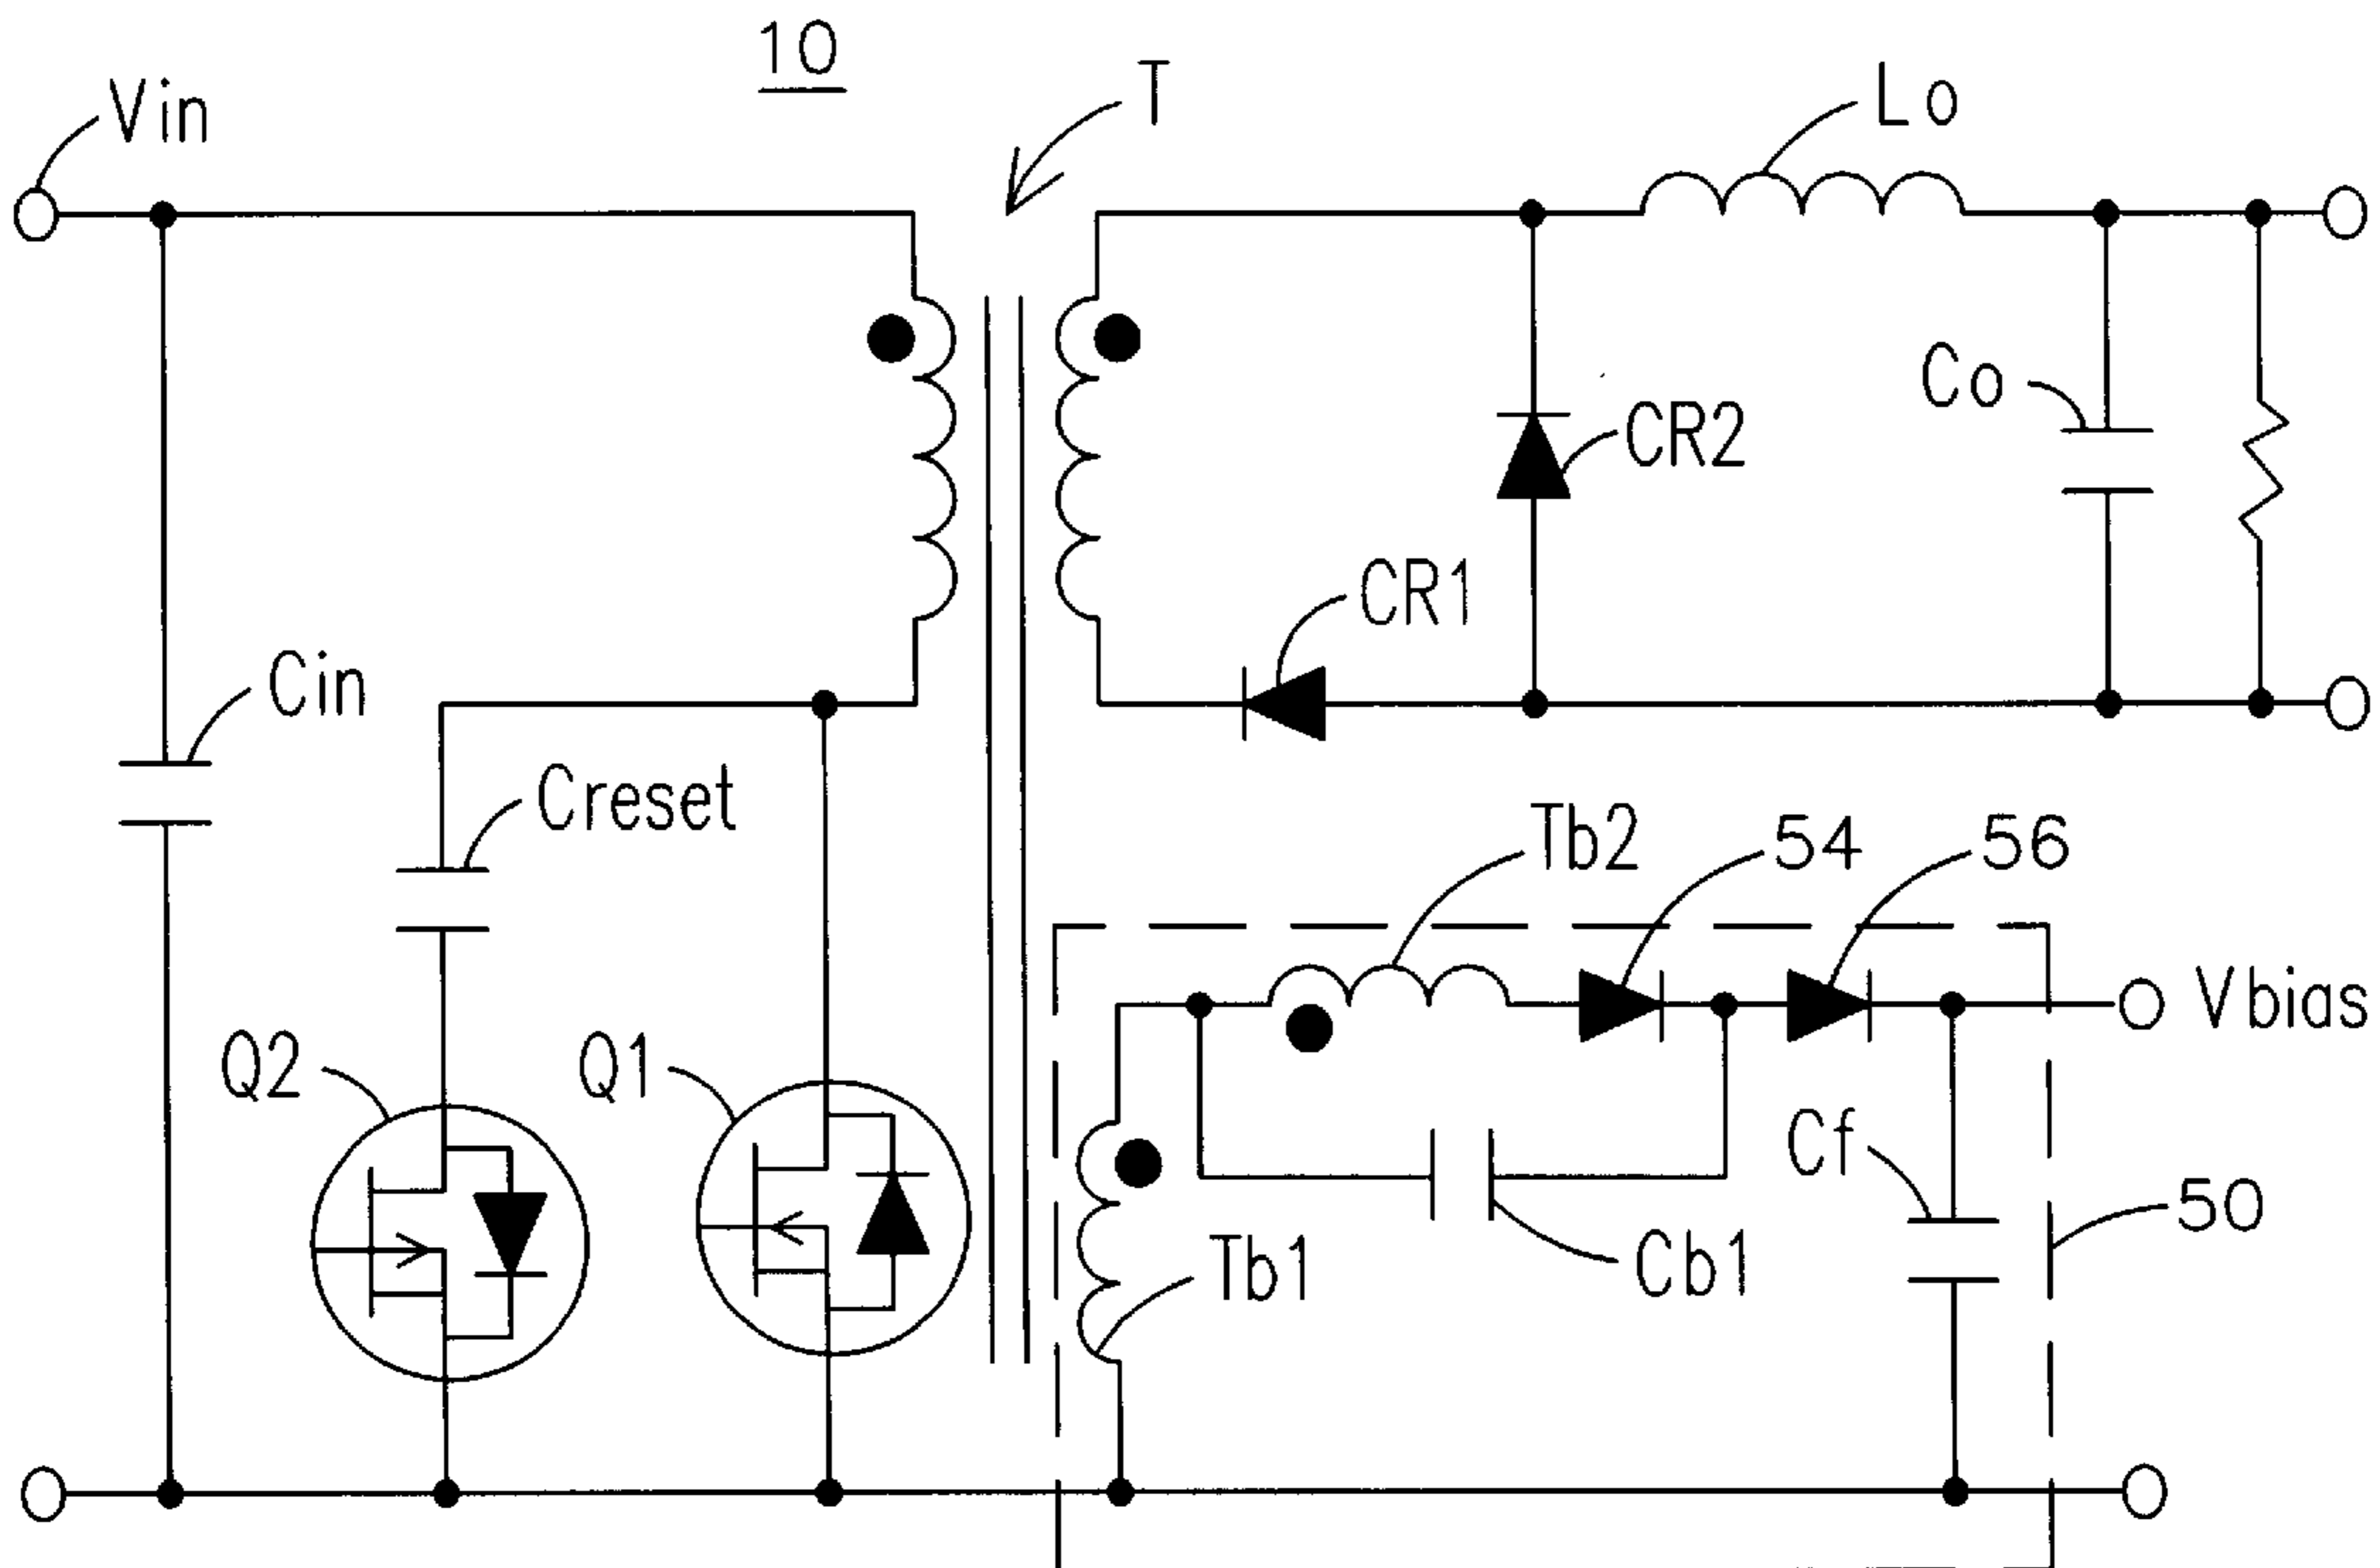 10
Vin
T
Lo
Co
CR2
CR1
Cin
Creset
Tb2
54
56
Vbias
Q2
Q1
Cf
50
Tb1
Cb1